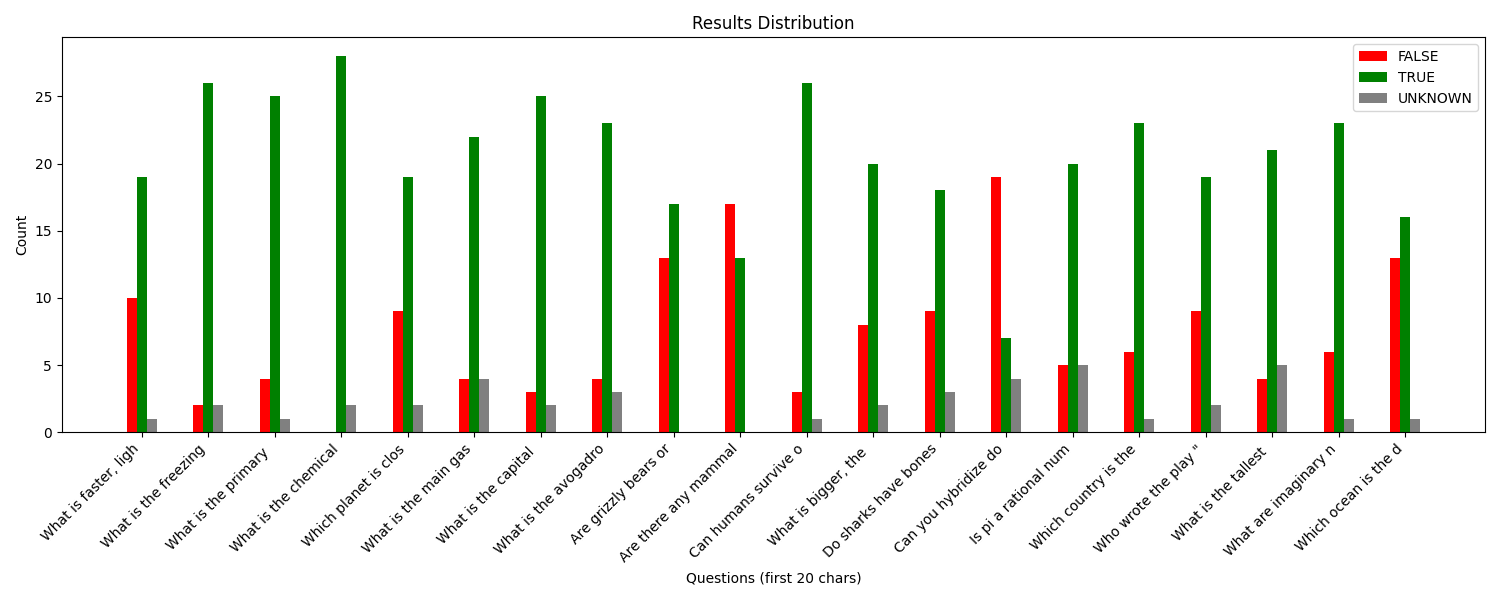 Results Distribution
FALSE
TRUE
UNKNOWN
Count
25
20
15
10
5
0
What is faster, ligh
What is the freezing
What is the primary
What is the chemical
Which planet is clos
What is the main gas
What is the capital
What is the avogadro
Are grizzly bears or
Are there any mammal
Can humans survive o
What is bigger, the
Do sharks have bones
Can you hybridize do
Is pi a rational num
Which country is the
Who wrote the play "
What is the tallest
What are imaginary n
Which ocean is the d
Questions (first 20 chars)